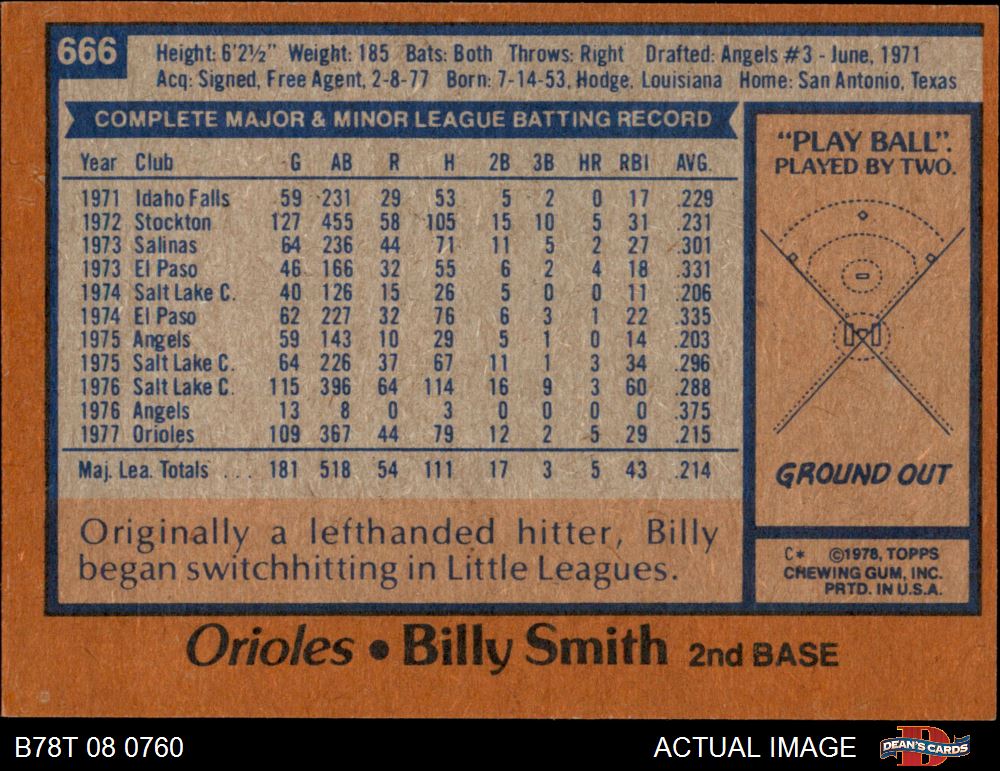 666
Height: 6'2½" Weight: 185 Bats: Both Throws: Right Drafted: Angels #3 - June, 1971
Acq: Signed, Free Agent, 2-8-77 Born: 7-14-53, Hodge, Louisiana Home: San Antonio, Texas
COMPLETE MAJOR & MINOR LEAGUE BATTING RECORD
Year Club G AB R H 2B 3B HR RBI AVG.
1971 Idaho Falls 59 231 29 53 5 2 0 17 .229
1972 Stockton 127 455 58 105 15 10 5 31 .231
1973 Salinas 64 236 44 71 11 5 2 27 .301
1973 El Paso 46 166 32 55 6 2 4 18 .331
1974 Salt Lake C. 40 126 15 26 5 0 0 11 .206
1974 El Paso 62 227 32 76 6 3 1 22 .335
1975 Angels 59 143 10 29 5 1 0 14 .203
1975 Salt Lake C. 64 226 37 67 11 1 3 34 .296
1976 Salt Lake C. 115 396 64 114 16 9 3 60 .288
1976 Angels 13 8 0 3 0 0 0 0 .375
1977 Orioles 109 367 44 79 12 2 5 29 .215
Maj. Lea. Totals . . . 181 518 54 111 17 3 5 43 .214
Originally a lefthanded hitter, Billy
began switchhitting in Little Leagues.
"PLAY BALL".
PLAYED BY TWO.
GROUND OUT
C* ©1978, TOPPS
CHEWING GUM, INC.
PRTD. IN U.S.A.
Orioles • Billy Smith 2nd BASE
B78T 08 0760
ACTUAL IMAGE
D
DEAN'S CARDS